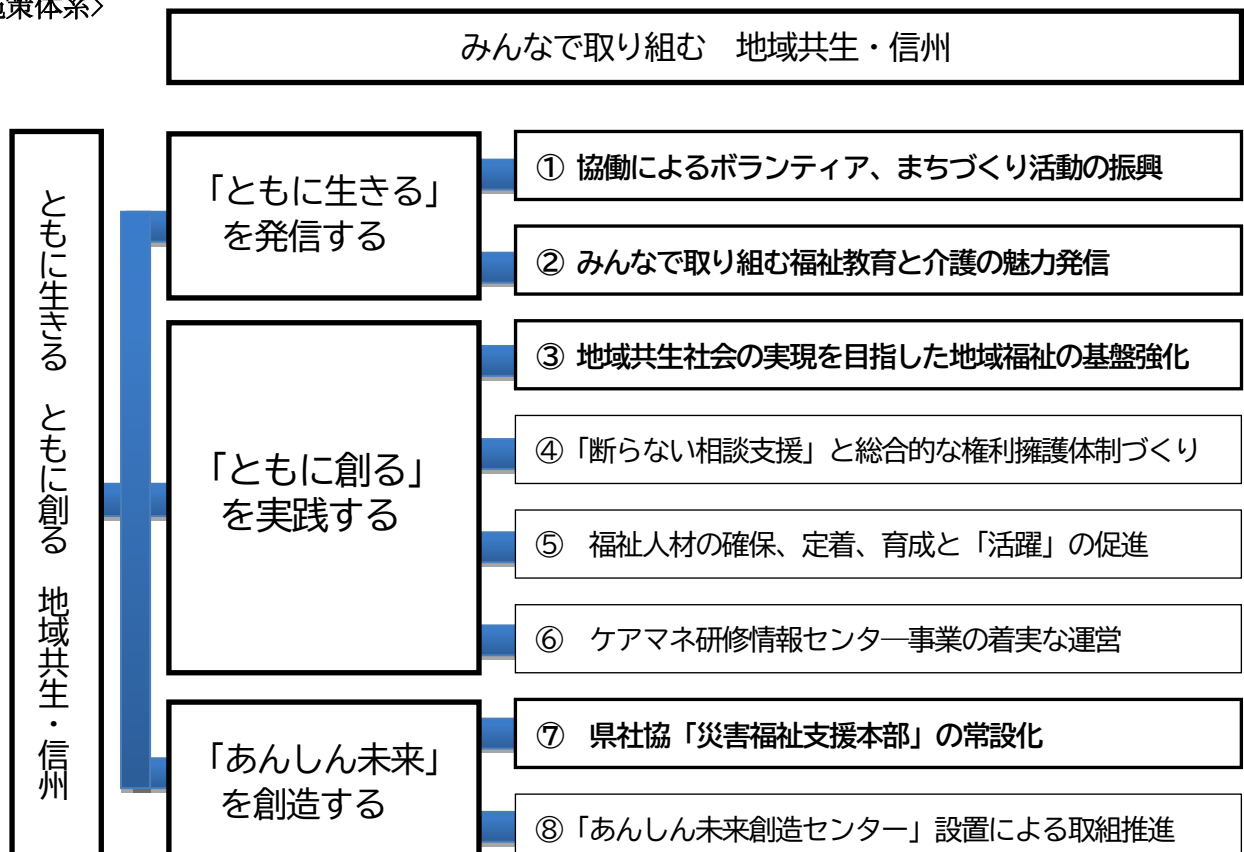 策体系>
みんなで取り組む　地域共生・信州
ともに生きる　ともに創る　地域共生・信州
「ともに生きる」
を発信する
① 協働によるボランティア、まちづくり活動の振興
② みんなで取り組む福祉教育と介護の魅力発信
「ともに創る」
を実践する
③ 地域共生社会の実現を目指した地域福祉の基盤強化
④「断らない相談支援」と総合的な権利擁護体制づくり
⑤　福祉人材の確保、定着、育成と「活躍」の促進
⑥　ケアマネ研修情報センタ―事業の着実な運営
「あんしん未来」
を創造する
⑦　県社協「災害福祉支援本部」の常設化
⑧「あんしん未来創造センター」設置による取組推進